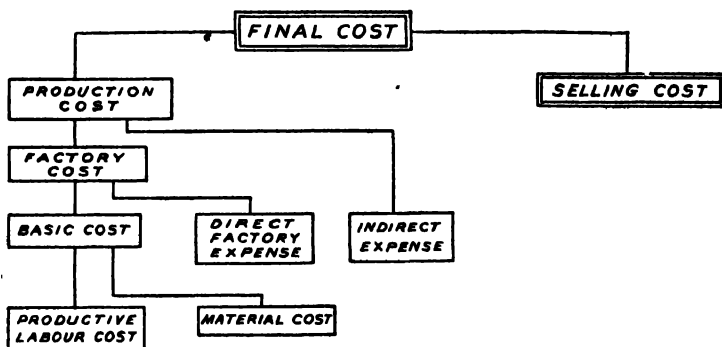 FINAL COST
PRODUCTION
COST
SELLING COST
FACTORY
COST
BASIC COST
DIRECT
FACTORY
EXPENSE
INDIRECT
EXPENSE
PRODUCTIVE
LABOUR COST
MATERIAL COST